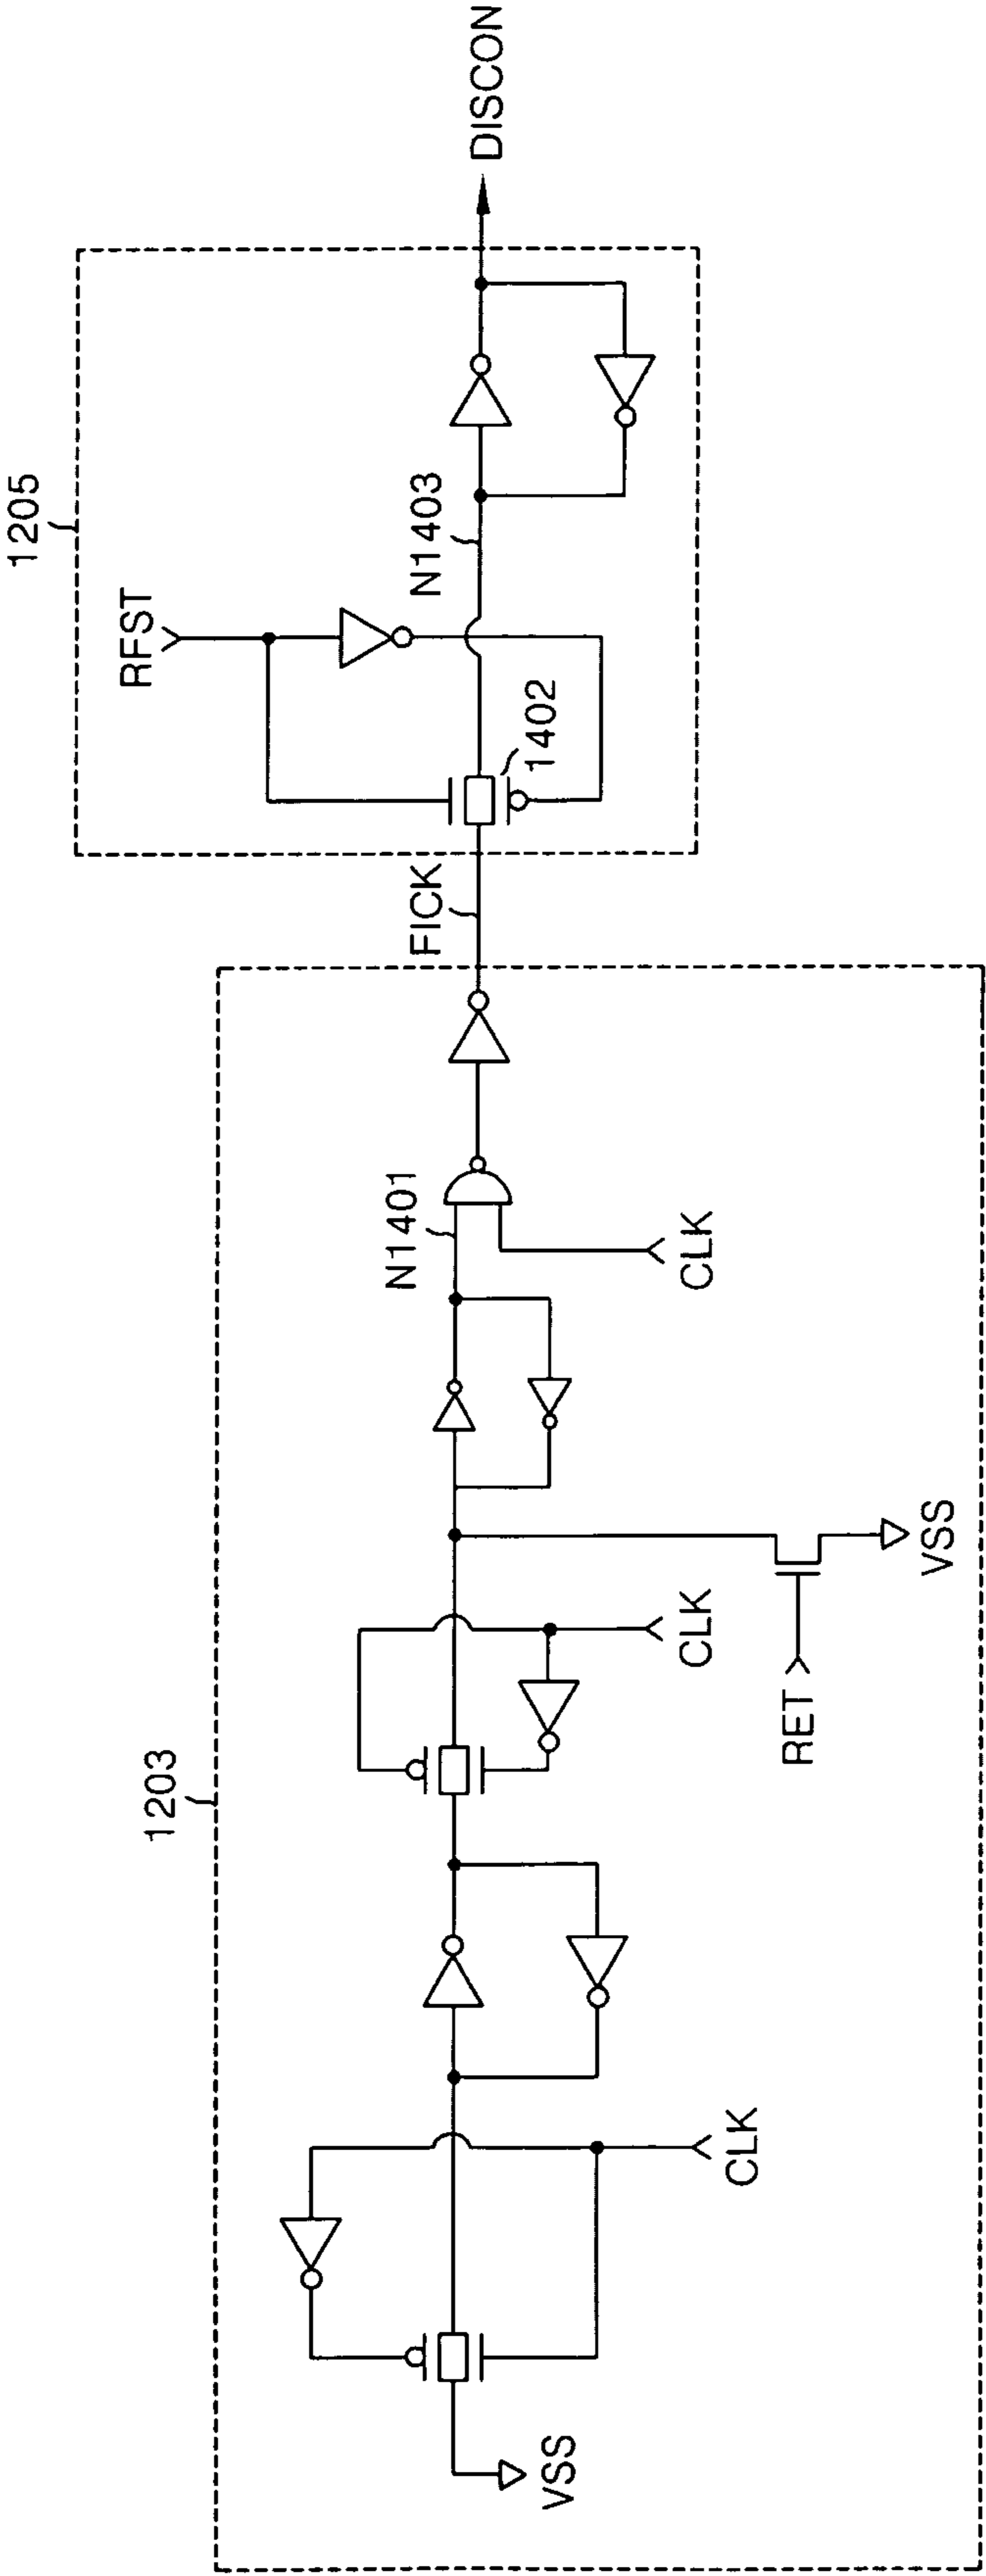 1203
VSS
CLK
CLK
RET
VSS
N1401
CLK
FICK
1205
RFST
1402
N1403
DISCON